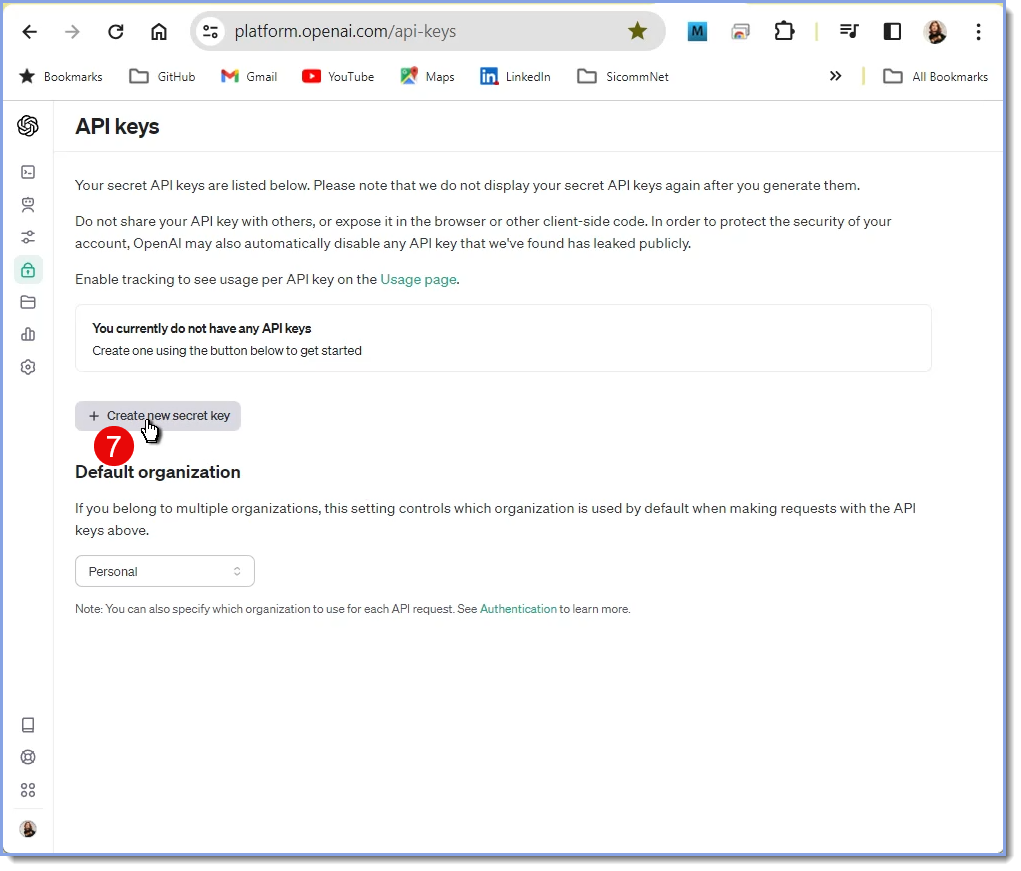 platform.openai.com/api-keys
M
Bookmarks GitHub Gmail YouTube Maps LinkedIn SicommNet All Bookmarks
API keys
Your secret API keys are listed below. Please note that we do not display your secret API keys again after you generate them.
Do not share your API key with others, or expose it in the browser or other client-side code. In order to protect the security of your
account, OpenAI may also automatically disable any API key that we've found has leaked publicly.
Enable tracking to see usage per API key on the Usage page.
You currently do not have any API keys
Create one using the button below to get started
+ Create new secret key
7
Default organization
If you belong to multiple organizations, this setting controls which organization is used by default when making requests with the API
keys above.
Personal
Note: You can also specify which organization to use for each API request. See Authentication to learn more.